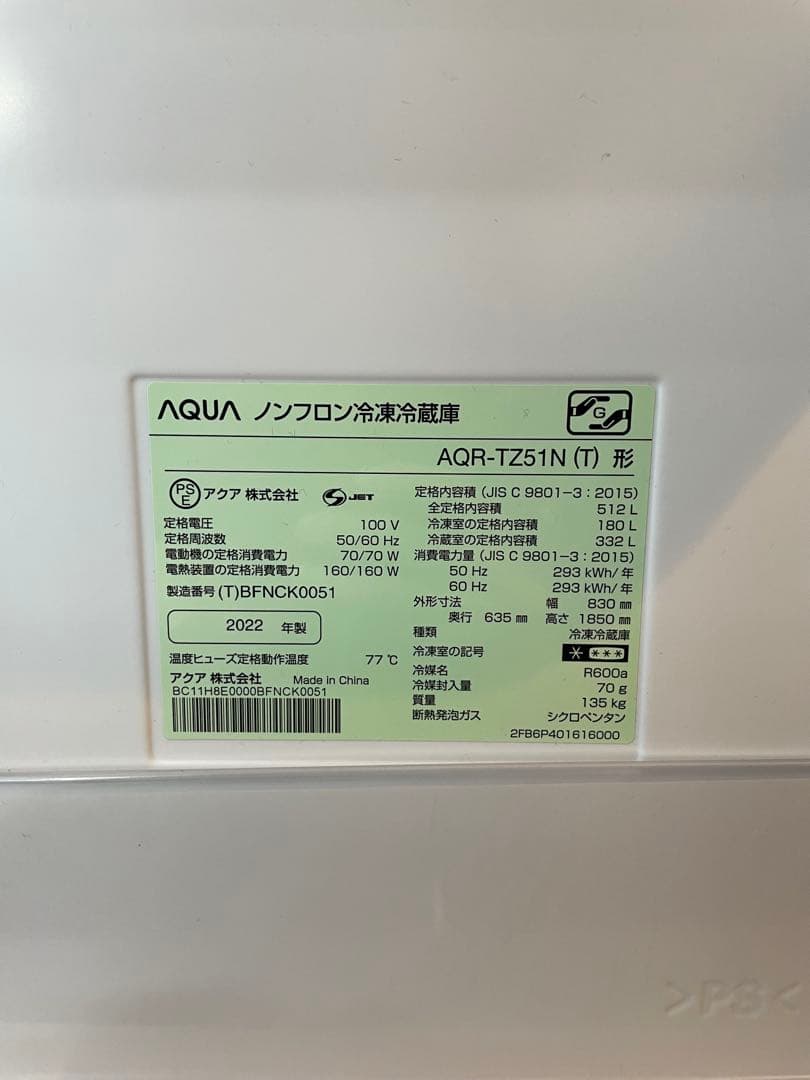 AQUA ノンフロン冷凍冷蔵庫
G
AQR-TZ51N (T) 形
PS E アクア 株式会社 S JET
定格電圧 100 V
定格周波数 50/60 Hz
電動機の定格消費電力 70/70 W
電熱装置の定格消費電力 160/160 W
製造番号 (T)BFNCK0051
2022 年製
温度ヒューズ定格動作温度 77 ℃
アクア 株式会社 Made in China
BC11H8E0000BFNCK0051
定格内容積 (JIS C 9801-3 : 2015)
全定格内容積 512 L
冷凍室の定格内容積 180 L
冷蔵室の定格内容積 332 L
消費電力量 (JIS C 9801-3 : 2015)
50 Hz 293 kWh/年
60 Hz 293 kWh/年
外形寸法 幅 830 ㎜
奥行 635 ㎜ 高さ 1850 ㎜
種類 冷凍冷蔵庫
冷凍室の記号 * ***
冷媒名 R600a
冷媒封入量 70 g
質量 135 kg
断熱発泡ガス シクロペンタン
2FB6P401616000
>PS<